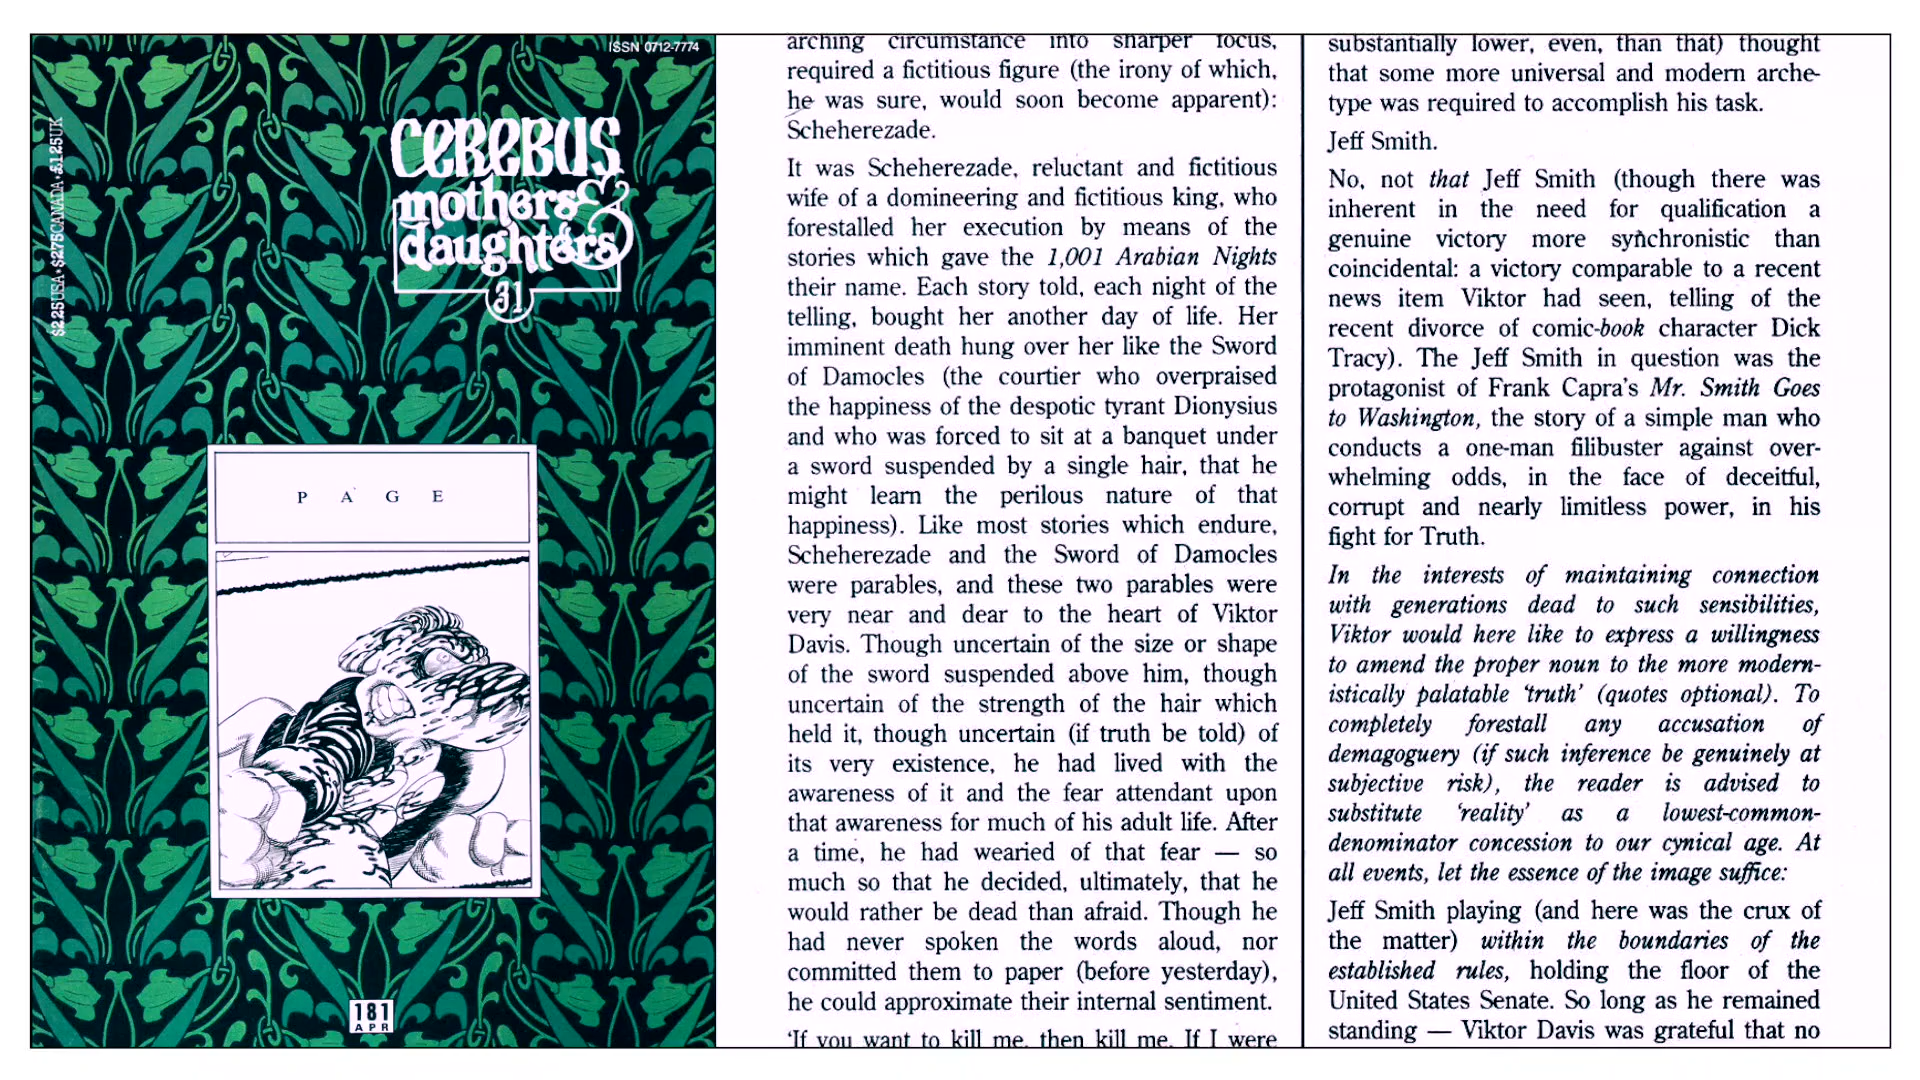 ISSN 0712-7774
$2.25USA•$2.75CANADA•£1.25UK
CEREBUS
mothers &
daughters
31
P A G E
181
APR
arching circumstance into sharper focus,
required a fictitious figure (the irony of which,
he was sure, would soon become apparent):
Scheherezade.
It was Scheherezade, reluctant and fictitious
wife of a domineering and fictitious king, who
forestalled her execution by means of the
stories which gave the 1,001 Arabian Nights
their name. Each story told, each night of the
telling, bought her another day of life. Her
imminent death hung over her like the Sword
of Damocles (the courtier who overpraised
the happiness of the despotic tyrant Dionysius
and who was forced to sit at a banquet under
a sword suspended by a single hair, that he
might learn the perilous nature of that
happiness). Like most stories which endure,
Scheherezade and the Sword of Damocles
were parables, and these two parables were
very near and dear to the heart of Viktor
Davis. Though uncertain of the size or shape
of the sword suspended above him, though
uncertain of the strength of the hair which
held it, though uncertain (if truth be told) of
its very existence, he had lived with the
awareness of it and the fear attendant upon
that awareness for much of his adult life. After
a time, he had wearied of that fear — so
much so that he decided, ultimately, that he
would rather be dead than afraid. Though he
had never spoken the words aloud, nor
committed them to paper (before yesterday),
he could approximate their internal sentiment.
'If you want to kill me, then kill me. If I were
substantially lower, even, than that) thought
that some more universal and modern arche-
type was required to accomplish his task.
Jeff Smith.
No, not that Jeff Smith (though there was
inherent in the need for qualification a
genuine victory more synchronistic than
coincidental: a victory comparable to a recent
news item Viktor had seen, telling of the
recent divorce of comic-book character Dick
Tracy). The Jeff Smith in question was the
protagonist of Frank Capra's Mr. Smith Goes
to Washington, the story of a simple man who
conducts a one-man filibuster against over-
whelming odds, in the face of deceitful,
corrupt and nearly limitless power, in his
fight for Truth.
In the interests of maintaining connection
with generations dead to such sensibilities,
Viktor would here like to express a willingness
to amend the proper noun to the more modern-
istically palatable 'truth' (quotes optional). To
completely forestall any accusation of
demagoguery (if such inference be genuinely at
subjective risk), the reader is advised to
substitute 'reality' as a lowest-common-
denominator concession to our cynical age. At
all events, let the essence of the image suffice:
Jeff Smith playing (and here was the crux of
the matter) within the boundaries of the
established rules, holding the floor of the
United States Senate. So long as he remained
standing — Viktor Davis was grateful that no